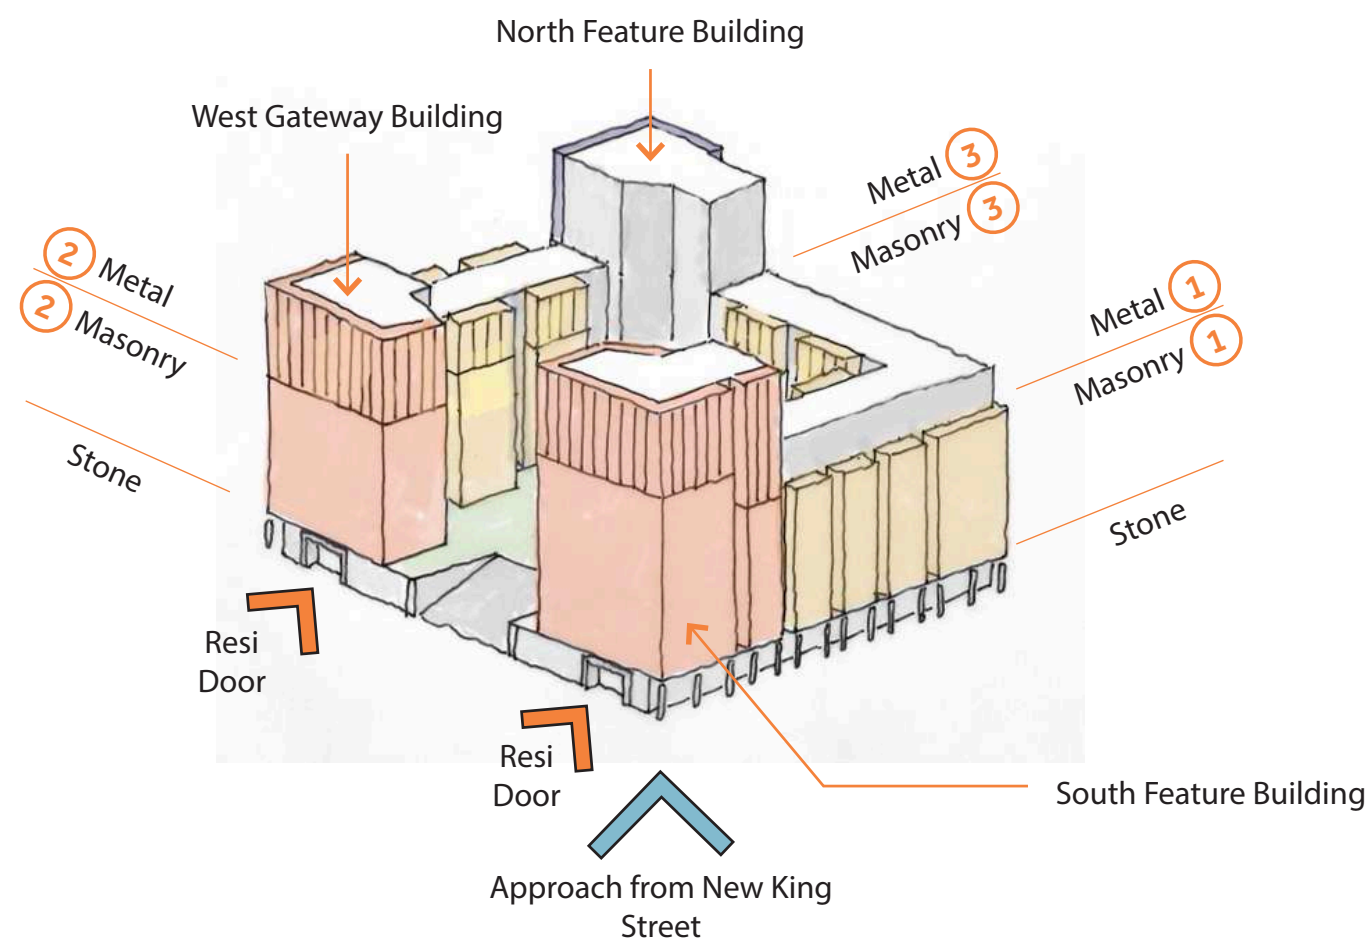 North Feature Building
West Gateway Building
Metal 3
Masonry 3
2 Metal
2 Masonry
Metal 1
Masonry 1
Stone
Stone
Resi
Door
Resi
Door
South Feature Building
Approach from New King
Street